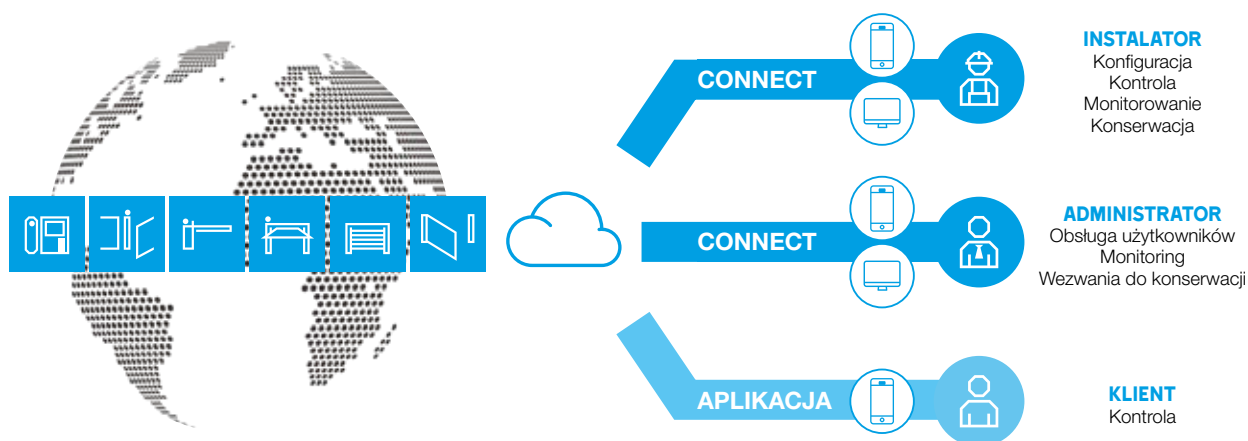 CONNECT
INSTALATOR
Konfiguracja
Kontrola
Monitorowanie
Konserwacja
CONNECT
ADMINISTRATOR
Obsługa użytkowników
Monitoring
Wezwania do konserwacji
APLIKACJA
KLIENT
Kontrola